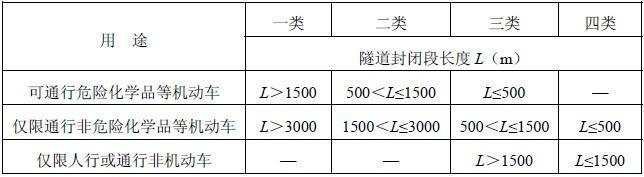 用 途 一类 二类 三类 四类
隧道封闭段长度 L（m）
可通行危险化学品等机动车 L＞1500 500＜L≤1500 L≤500 —
仅限通行非危险化学品等机动车 L＞3000 1500＜L≤3000 500＜L≤1500 L≤500
仅限人行或通行非机动车 — — L＞1500 L≤1500